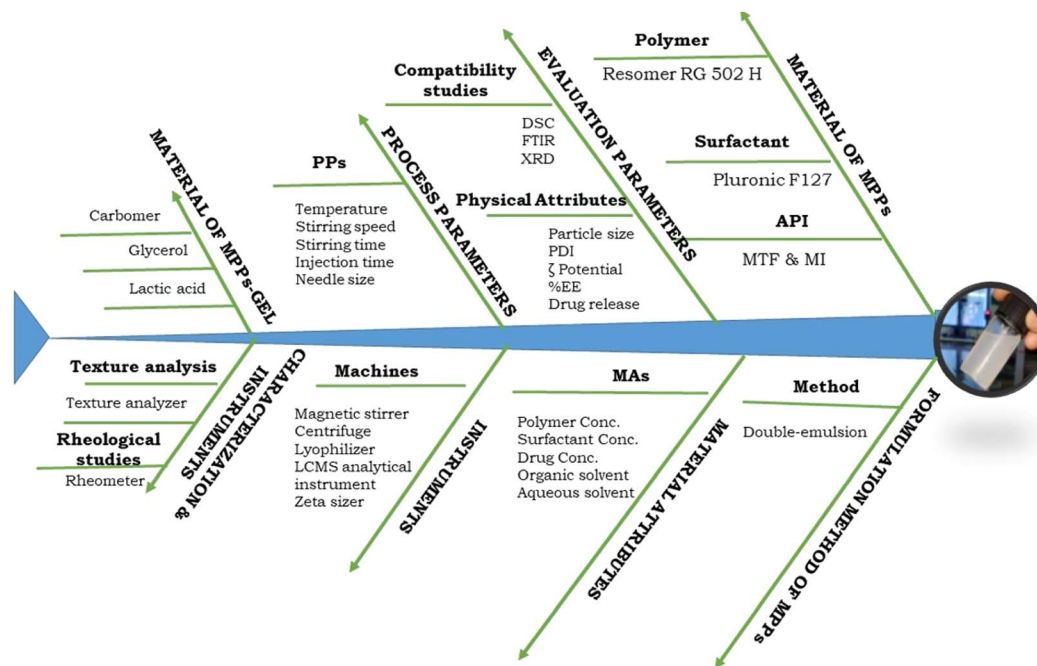 MATERIAL OF MPPs-GEL
Carbomer
Glycerol
Lactic acid
PROCESS PARAMETERS
PPs
Temperature
Stirring speed
Stirring time
Injection time
Needle size
EVALUATION PARAMETERS
Compatibility
studies
DSC
FTIR
XRD
Physical Attributes
Particle size
PDI
ζ Potential
%EE
Drug release
MATERIAL OF MPPs
Polymer
Resomer RG 502 H
Surfactant
Pluronic F127
API
MTF & MI
CHARACTERIZATION &
INSTRUMENTS
Texture analysis
Texture analyzer
Rheological
studies
Rheometer
INSTRUMENTS
Machines
Magnetic stirrer
Centrifuge
Lyophilizer
LCMS analytical
instrument
Zeta sizer
MATERIAL ATTRIBUTES
MAs
Polymer Conc.
Surfactant Conc.
Drug Conc.
Organic solvent
Aqueous solvent
FORMULATION METHOD OF MPPs
Method
Double-emulsion